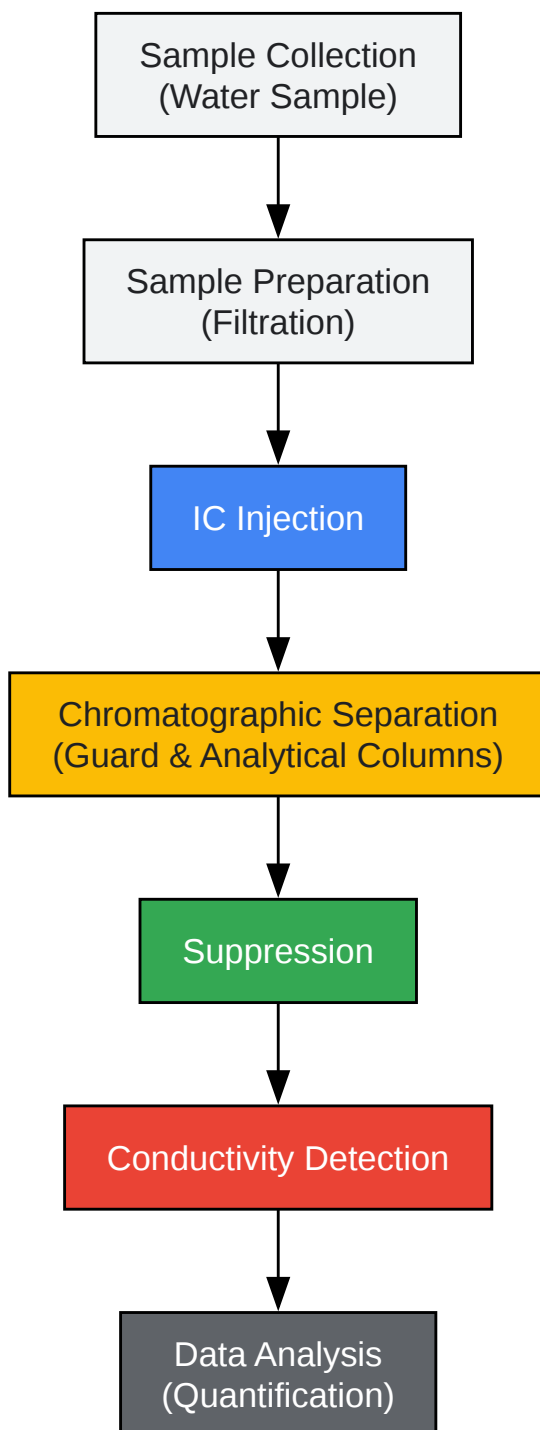 Sample Collection
(Water Sample)
Sample Preparation
(Filtration)
IC Injection
Chromatographic Separation
(Guard & Analytical Columns)
Suppression
Conductivity Detection
Data Analysis
(Quantification)